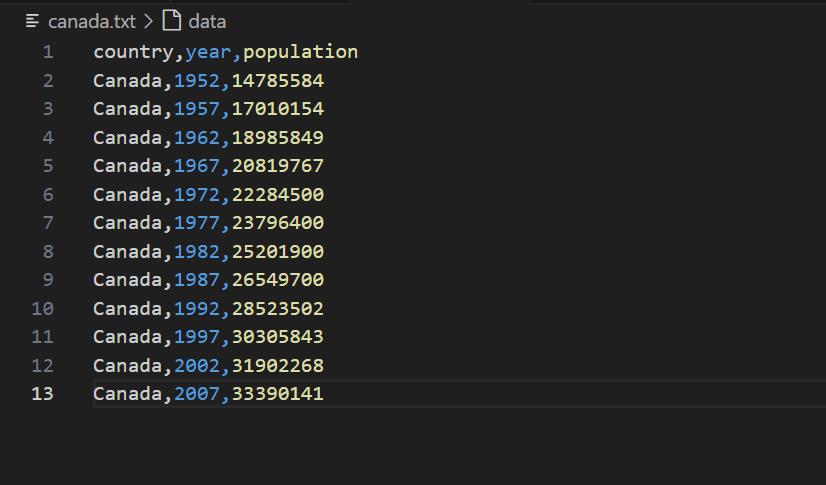 canada.txt > data
1 country,year,population
2 Canada,1952,14785584
3 Canada,1957,17010154
4 Canada,1962,18985849
5 Canada,1967,20819767
6 Canada,1972,22284500
7 Canada,1977,23796400
8 Canada,1982,25201900
9 Canada,1987,26549700
10 Canada,1992,28523502
11 Canada,1997,30305843
12 Canada,2002,31902268
13 Canada,2007,33390141